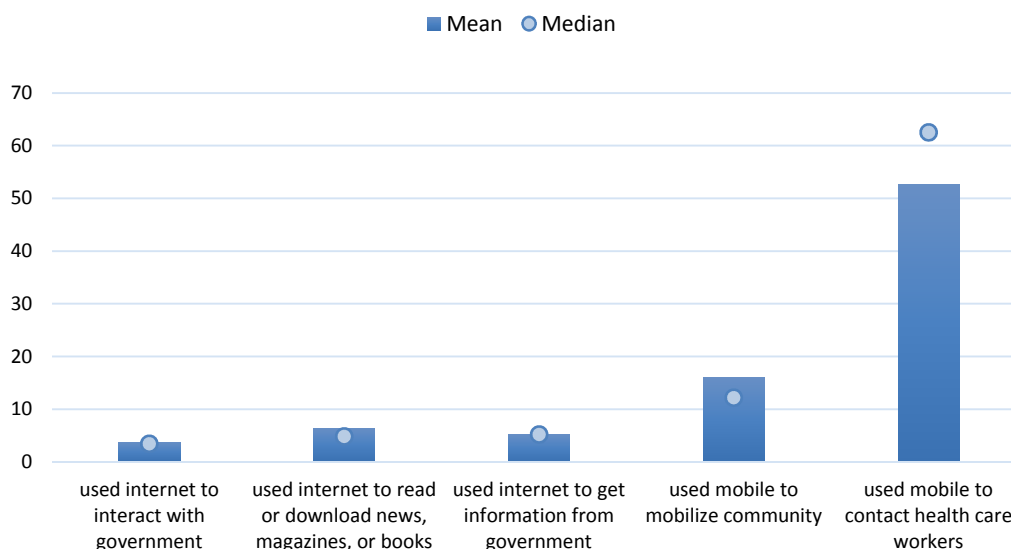 Mean Median
70
60
50
40
30
20
10
0
used internet to
interact with
government
used internet to read
or download news,
magazines, or books
used internet to get
information from
government
used mobile to
mobilize community
used mobile to
contact health care
workers